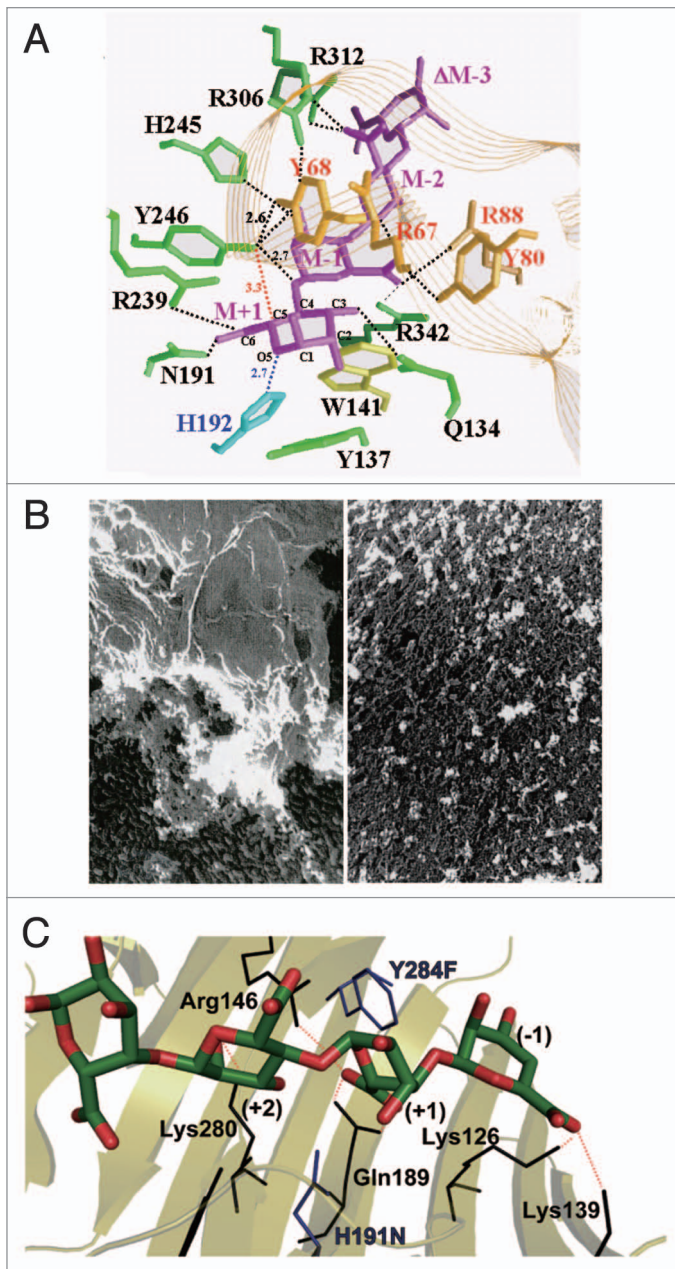 A
R312
ΔM-3
R306
H245
Y68
M-2
Y246
2.6
R67
R88
2.7
M-1
Y80
R239
3.3
M+1
C4
C3
C5
R342
C6
C2
O5
C1
N191
2.7
W141
H192
Q134
Y137
B
C
Y284F
Arg146
(-1)
(+2)
(+1)
Lys280
Lys126
Gln189
Lys139
H191N